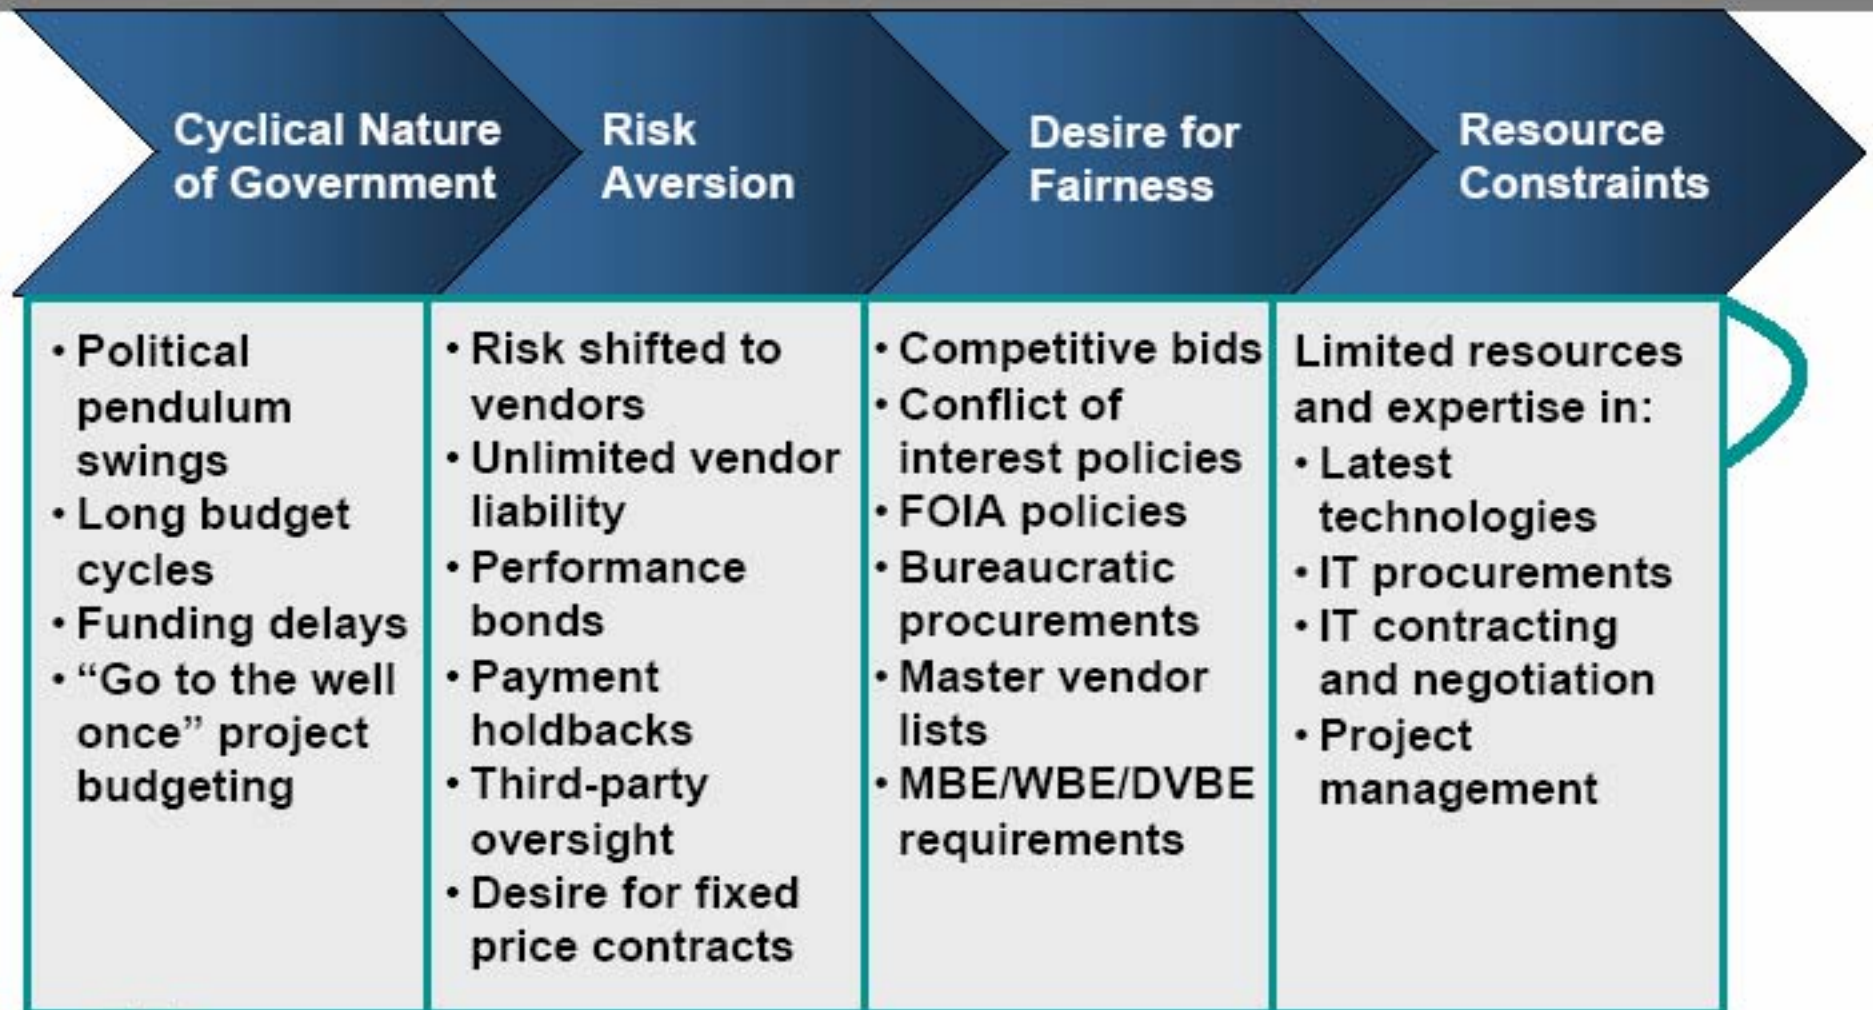 Cyclical Nature
of Government
Risk
Aversion
Desire for
Fairness
Resource
Constraints
• Political
pendulum
swings
• Long budget
cycles
• Funding delays
• “Go to the well
once” project
budgeting
• Risk shifted to
vendors
• Unlimited vendor
liability
• Performance
bonds
• Payment
holdbacks
• Third-party
oversight
• Desire for fixed
price contracts
• Competitive bids
• Conflict of
interest policies
• FOIA policies
• Bureaucratic
procurements
• Master vendor
lists
• MBE/WBE/DVBE
requirements
Limited resources
and expertise in:
• Latest
technologies
• IT procurements
• IT contracting
and negotiation
• Project
management